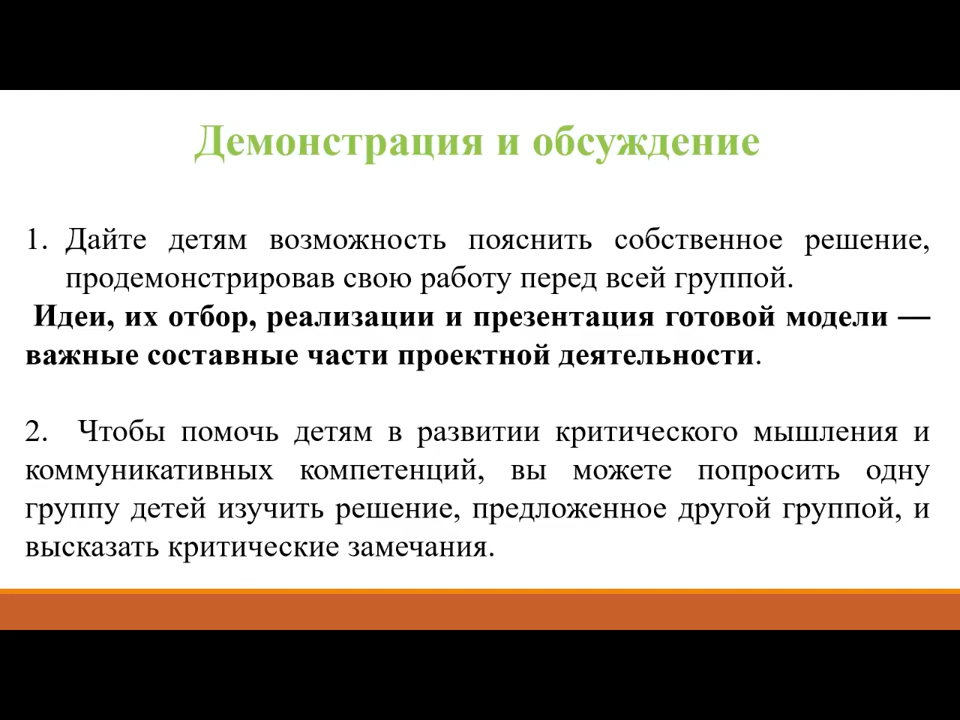 Демонстрация и обсуждение
1. Дайте детям возможность пояснить собственное решение,
продемонстрировав свою работу перед всей группой.
Идеи, их отбор, реализации и презентация готовой модели —
важные составные части проектной деятельности.
2. Чтобы помочь детям в развитии критического мышления и
коммуникативных компетенций, вы можете попросить одну
группу детей изучить решение, предложенное другой группой, и
высказать критические замечания.